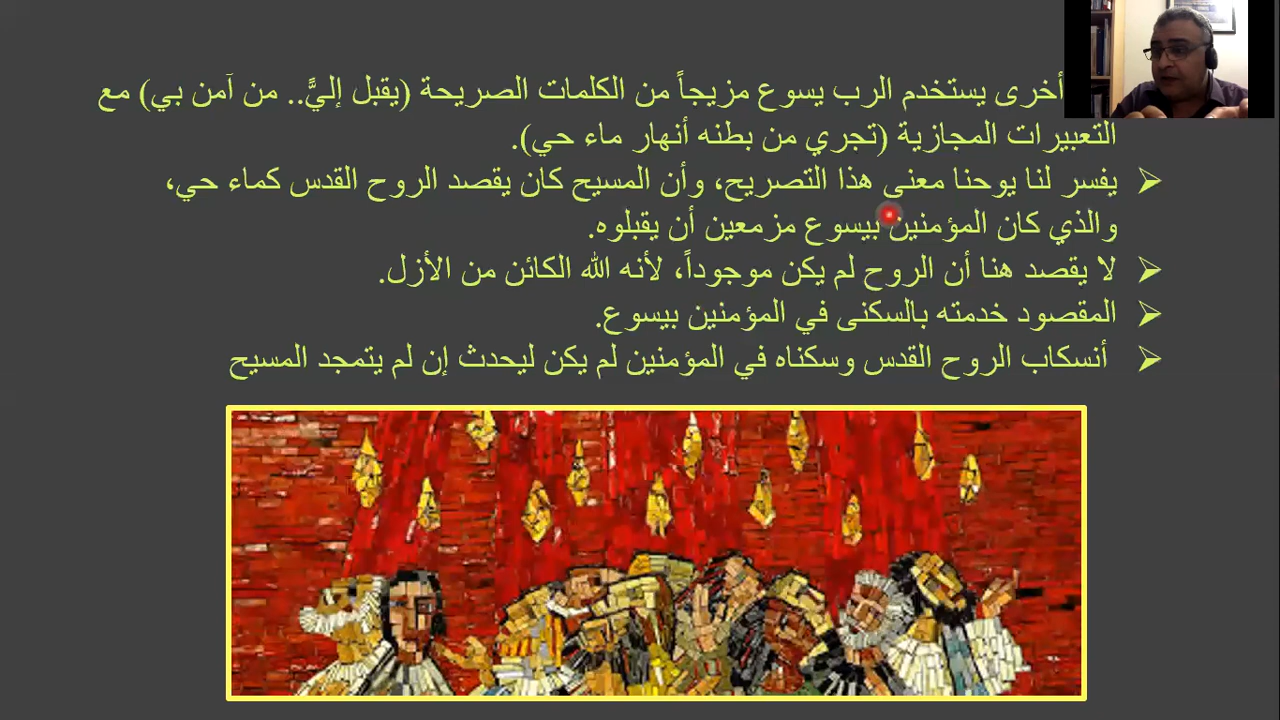 أخرى يستخدم الرب يسوع مزيجاً من الكلمات الصريحة (يقبل إليًّ.. من آمن بي) مع
التعبيرات المجازية (تجري من بطنه أنهار ماء حي).
يفسر لنا يوحنا معنى هذا التصريح، وأن المسيح كان يقصد الروح القدس كماء حي،
والذي كان المؤمنين بيسوع مزمعين أن يقبلوه.
لا يقصد هنا أن الروح لم يكن موجوداً، لأنه الله الكائن من الأزل.
المقصود خدمته بالسكنى في المؤمنين بيسوع.
أنسكاب الروح القدس وسكناه في المؤمنين لم يكن ليحدث إن لم يتمجد المسيح